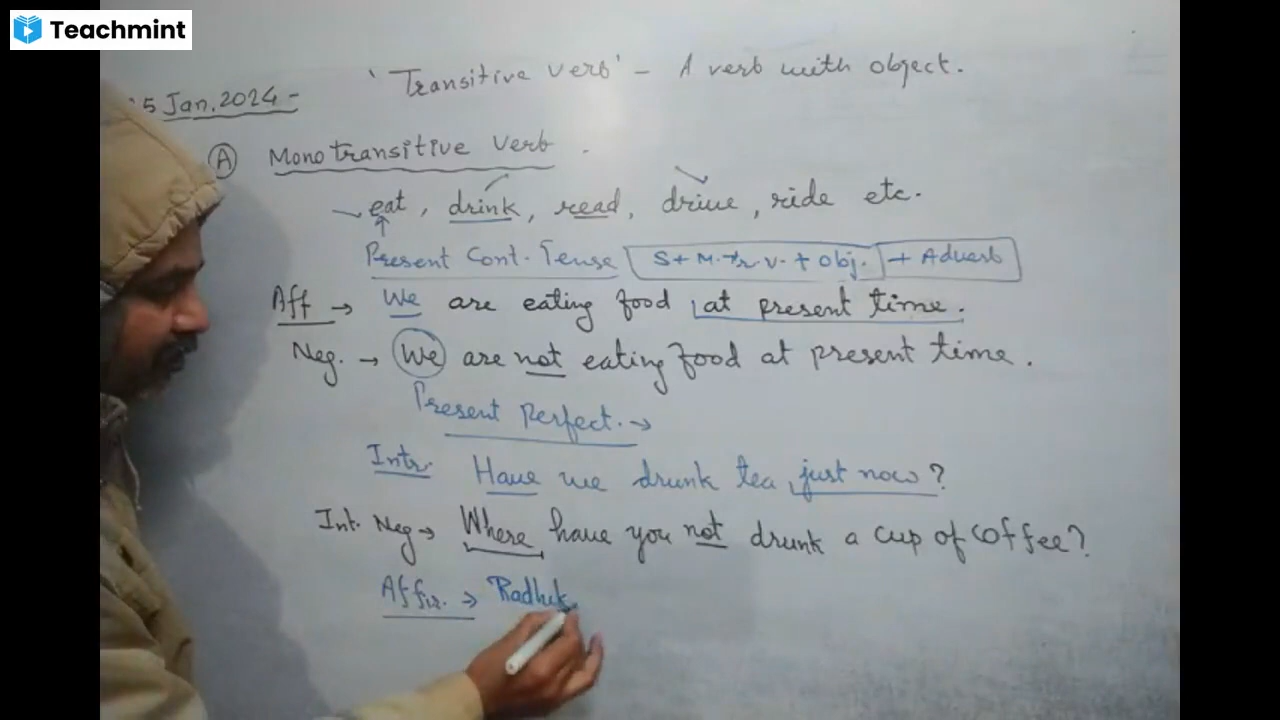 Teachmint
'Transitive verb' - A verb with object.
5 Jan. 2024 -
(A) Monotransitive Verb
eat, drink, read, drive, ride etc.
Present Cont. Tense S + M. Tr. V. + Obj. + Adverb
Aff → We are eating food at present time.
Neg. → We are not eating food at present time.
Present Perfect. →
Intr. Have we drunk tea just now?
Int. Neg → Where have you not drunk a cup of coffee?
Affir. → Radhik